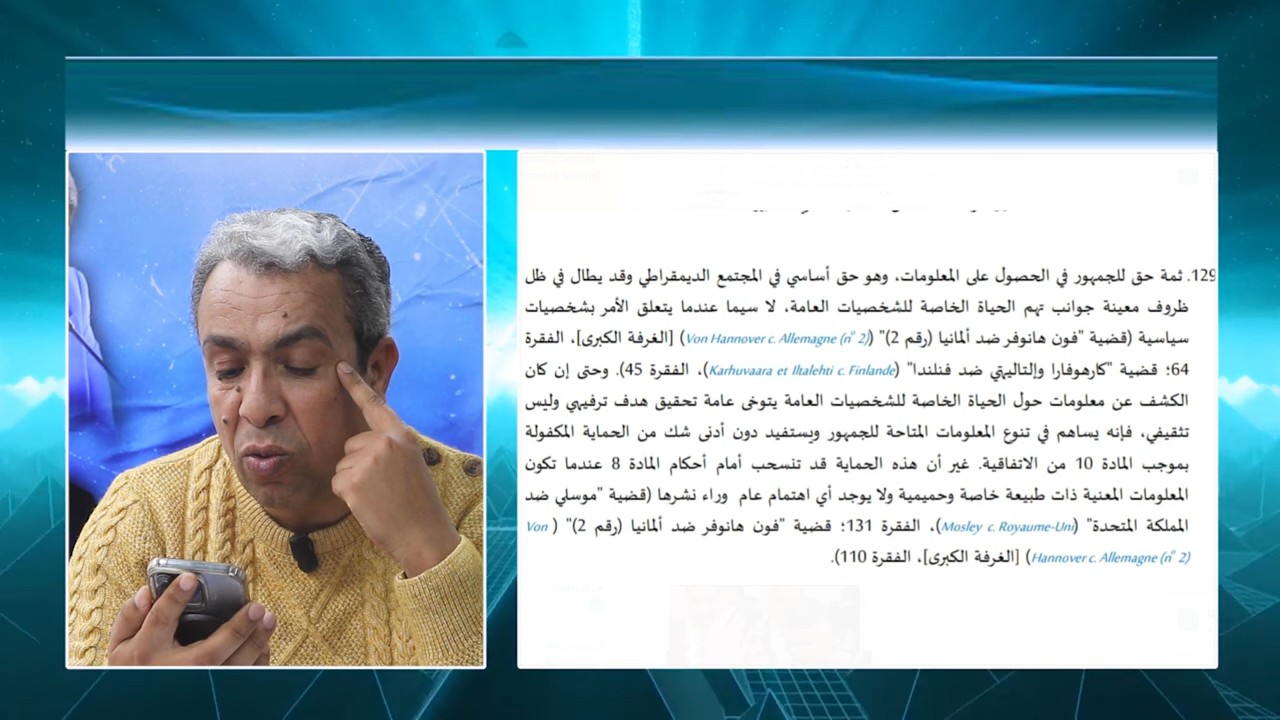 129. ثمة حق للجمهور في الحصول على المعلومات، وهو حق أساسي في المجتمع الديمقراطي وقد يطال في ظل
ظروف معينة جوانب تهم الحياة الخاصة للشخصيات العامة، لا سيما عندما يتعلق الأمر بشخصيات
سياسية (قضية "فون هانوفر ضد ألمانيا (رقم 2)" (Von Hannover c. Allemagne (n° 2)) [الغرفة الكبرى]، الفقرة
64؛ قضية "كارهوفارا وإلتاليهتي ضد فنلندا" (Karhuvaara et Iltalehti c. Finlande)، الفقرة 45). وحتى إن كان
الكشف عن معلومات حول الحياة الخاصة للشخصيات العامة يتوخى عامة تحقيق هدف ترفيهي وليس
تثقيفي، فإنه يساهم في تنوع المعلومات المتاحة للجمهور ويستفيد دون أدنى شك من الحماية المكفولة
بموجب المادة 10 من الاتفاقية. غير أن هذه الحماية قد تنسحب أمام أحكام المادة 8 عندما تكون
المعلومات المعنية ذات طبيعة خاصة وحميمية ولا يوجد أي اهتمام عام وراء نشرها (قضية "موسلي ضد
المملكة المتحدة" (Mosley c. Royaume-Uni)، الفقرة 131؛ قضية "فون هانوفر ضد ألمانيا (رقم 2)" (Von
Hannover c. Allemagne (n° 2)) [الغرفة الكبرى]، الفقرة 110).